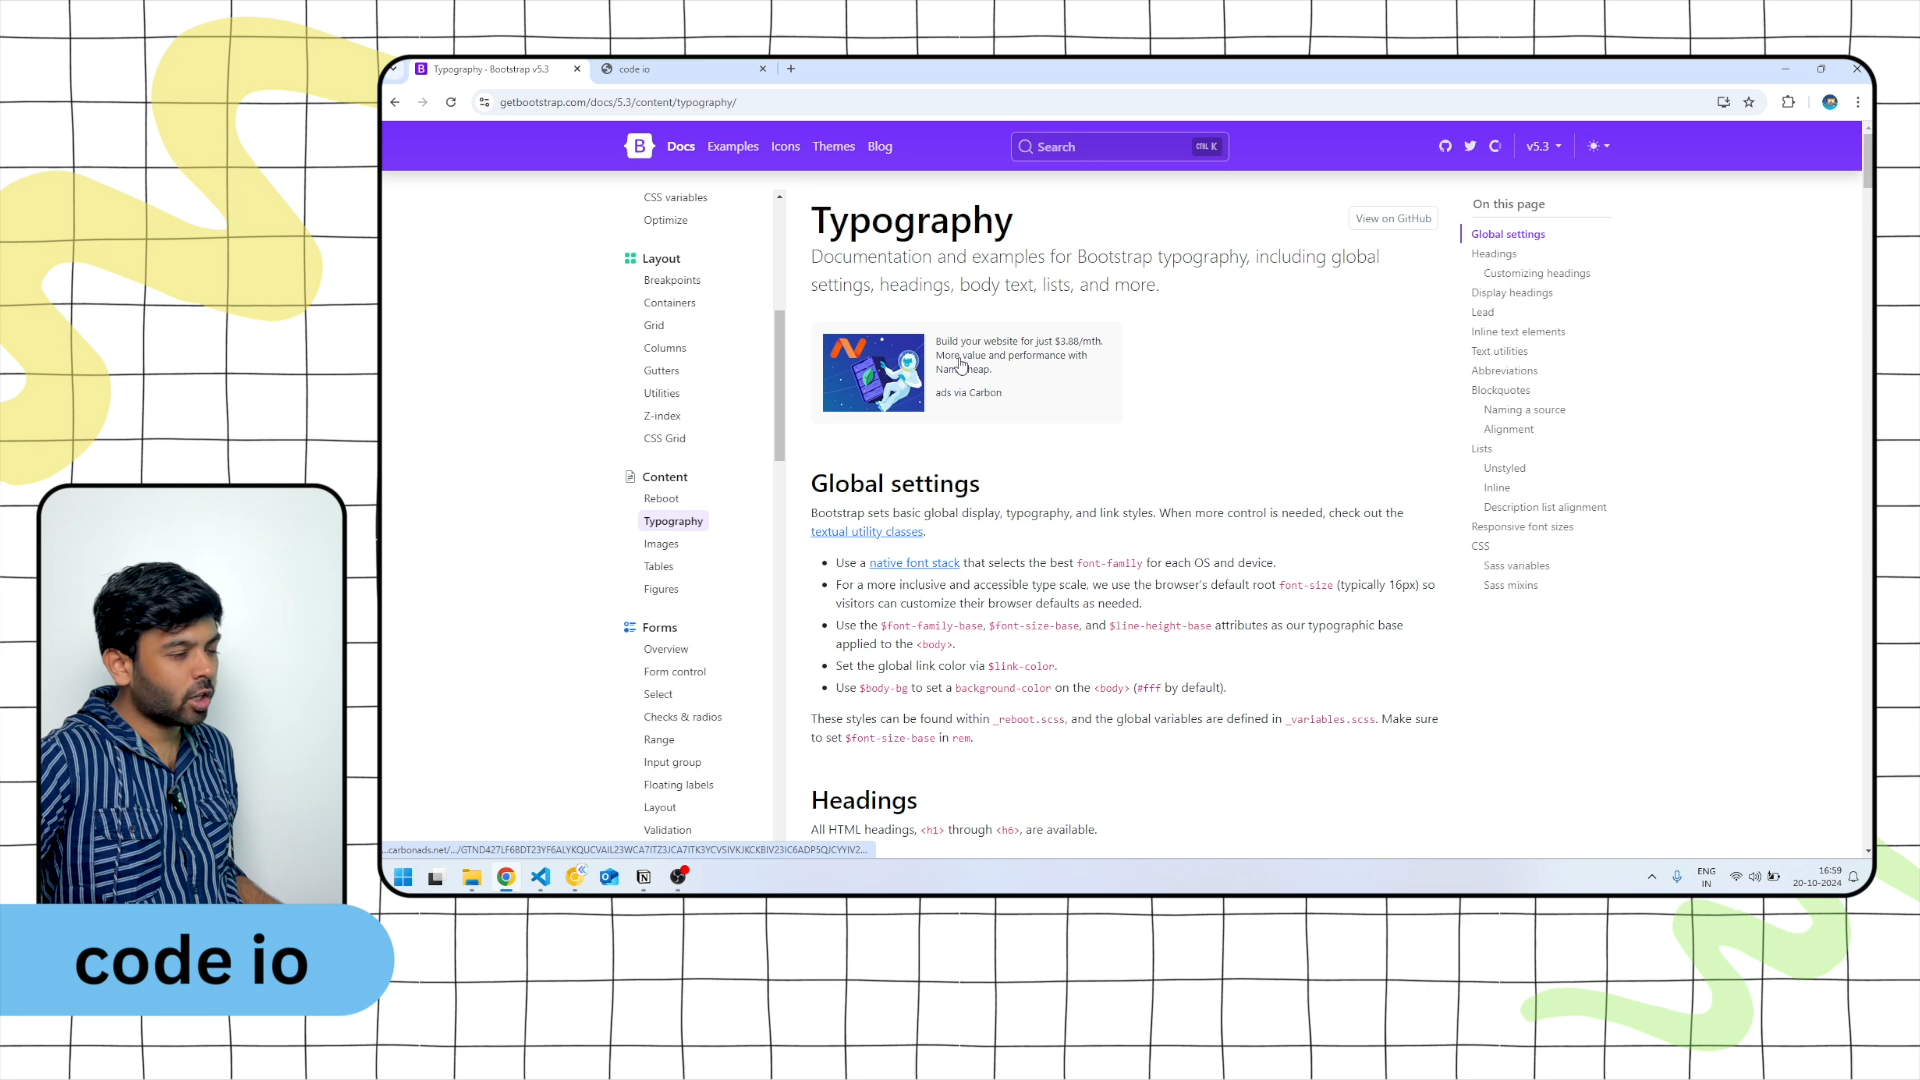 Typography · Bootstrap v5.3
code io
getbootstrap.com/docs/5.3/content/typography/
B
Docs
Examples
Icons
Themes
Blog
Search
CTRL K
v5.3
CSS variables
Optimize
Layout
Breakpoints
Containers
Grid
Columns
Gutters
Utilities
Z-index
CSS Grid
Content
Reboot
Typography
Images
Tables
Figures
Forms
Overview
Form control
Select
Checks & radios
Range
Input group
Floating labels
Layout
Validation
Typography
View on GitHub
Documentation and examples for Bootstrap typography, including global
settings, headings, body text, lists, and more.
Build your website for just $3.88/mth.
More value and performance with
Namecheap.
ads via Carbon
Global settings
Bootstrap sets basic global display, typography, and link styles. When more control is needed, check out the
textual utility classes.
Use a native font stack that selects the best font-family for each OS and device.
For a more inclusive and accessible type scale, we use the browser's default root font-size (typically 16px) so
visitors can customize their browser defaults as needed.
Use the $font-family-base, $font-size-base, and $line-height-base attributes as our typographic base
applied to the <body>.
Set the global link color via $link-color.
Use $body-bg to set a background-color on the <body> (#fff by default).
These styles can be found within _reboot.scss, and the global variables are defined in _variables.scss. Make sure
to set $font-size-base in rem.
Headings
All HTML headings, <h1> through <h6>, are available.
On this page
Global settings
Headings
Customizing headings
Display headings
Lead
Inline text elements
Text utilities
Abbreviations
Blockquotes
Naming a source
Alignment
Lists
Unstyled
Inline
Description list alignment
Responsive font sizes
CSS
Sass variables
Sass mixins
ENG
IN
16:59
20-10-2024
code io